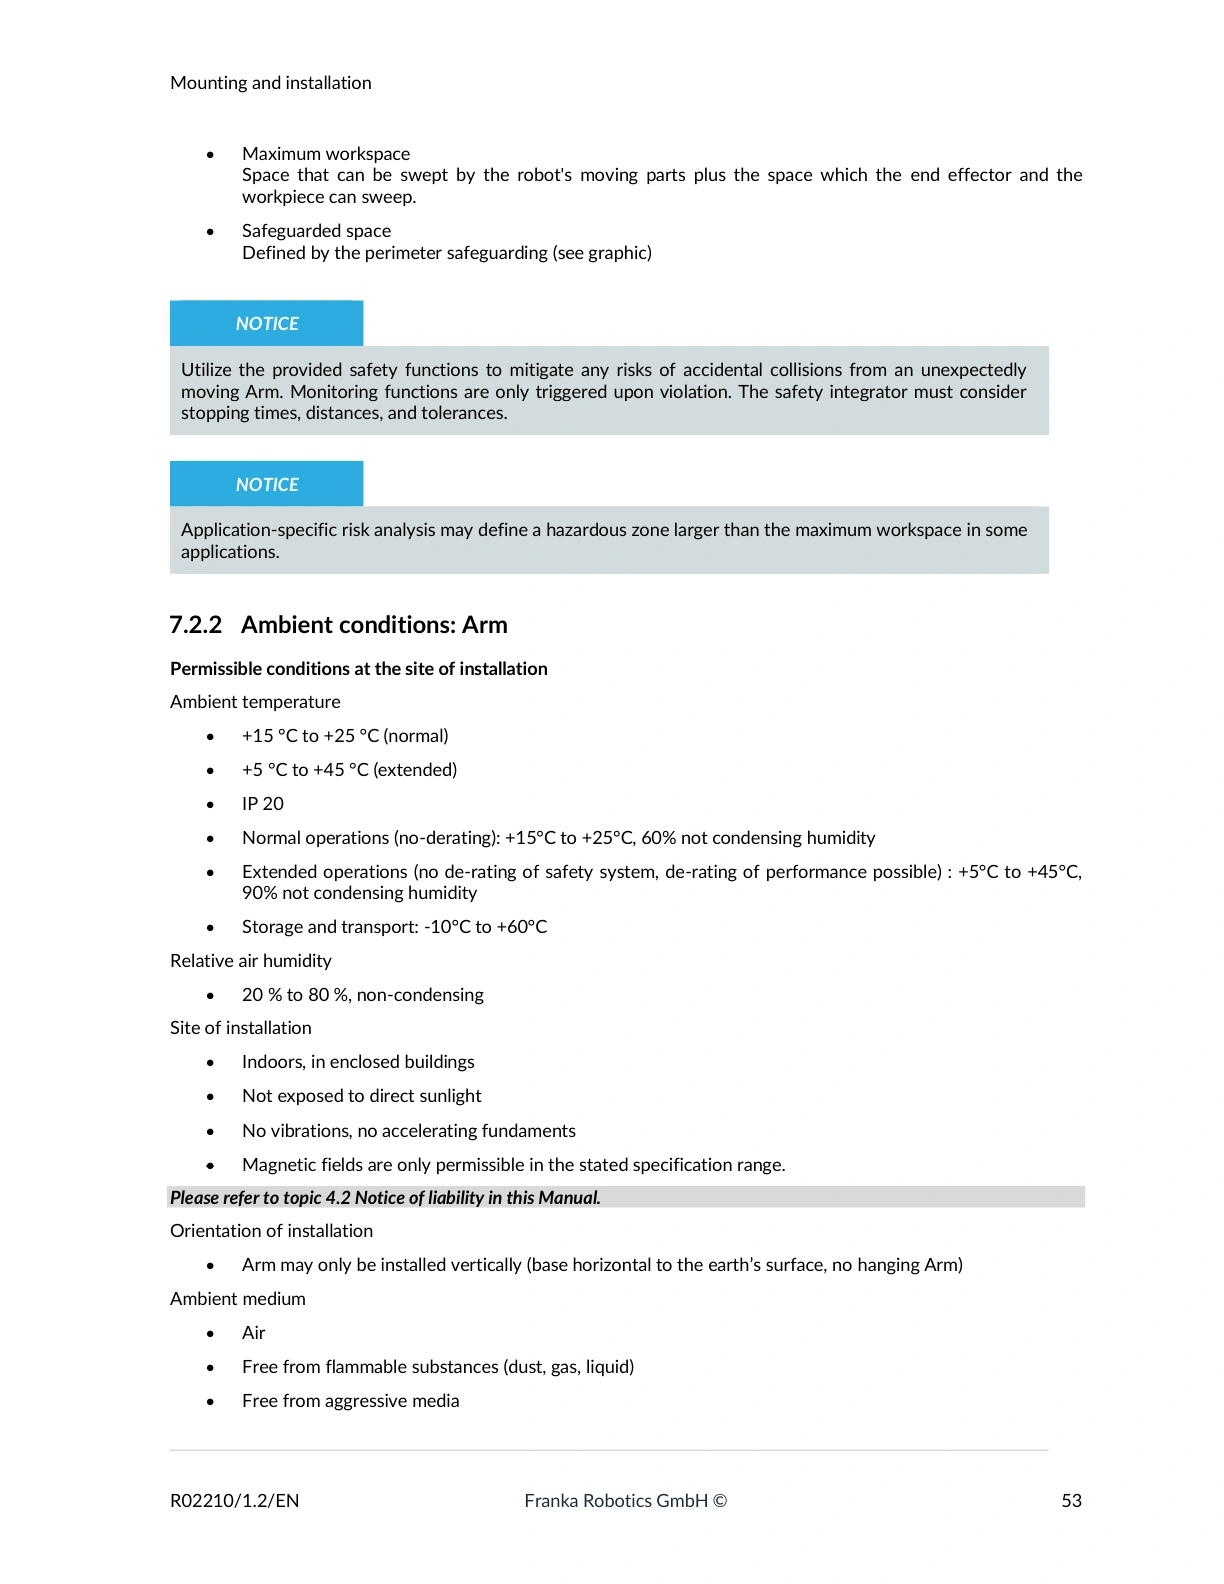 Mounting and installation
• Maximum workspace
Space that can be swept by the robot's moving parts plus the space which the end effector and the
workpiece can sweep.
• Safeguarded space
Defined by the perimeter safeguarding (see graphic)
NOTICE
Utilize the provided safety functions to mitigate any risks of accidental collisions from an unexpectedly
moving Arm. Monitoring functions are only triggered upon violation. The safety integrator must consider
stopping times, distances, and tolerances.
NOTICE
Application-specific risk analysis may define a hazardous zone larger than the maximum workspace in some
applications.
7.2.2 Ambient conditions: Arm
Permissible conditions at the site of installation
Ambient temperature
• +15 °C to +25 °C (normal)
• +5 °C to +45 °C (extended)
• IP 20
• Normal operations (no-derating): +15°C to +25°C, 60% not condensing humidity
• Extended operations (no de-rating of safety system, de-rating of performance possible) : +5°C to +45°C,
90% not condensing humidity
• Storage and transport: -10°C to +60°C
Relative air humidity
• 20 % to 80 %, non-condensing
Site of installation
• Indoors, in enclosed buildings
• Not exposed to direct sunlight
• No vibrations, no accelerating fundaments
• Magnetic fields are only permissible in the stated specification range.
Please refer to topic 4.2 Notice of liability in this Manual.
Orientation of installation
• Arm may only be installed vertically (base horizontal to the earth’s surface, no hanging Arm)
Ambient medium
• Air
• Free from flammable substances (dust, gas, liquid)
• Free from aggressive media
R02210/1.2/EN Franka Robotics GmbH © 53